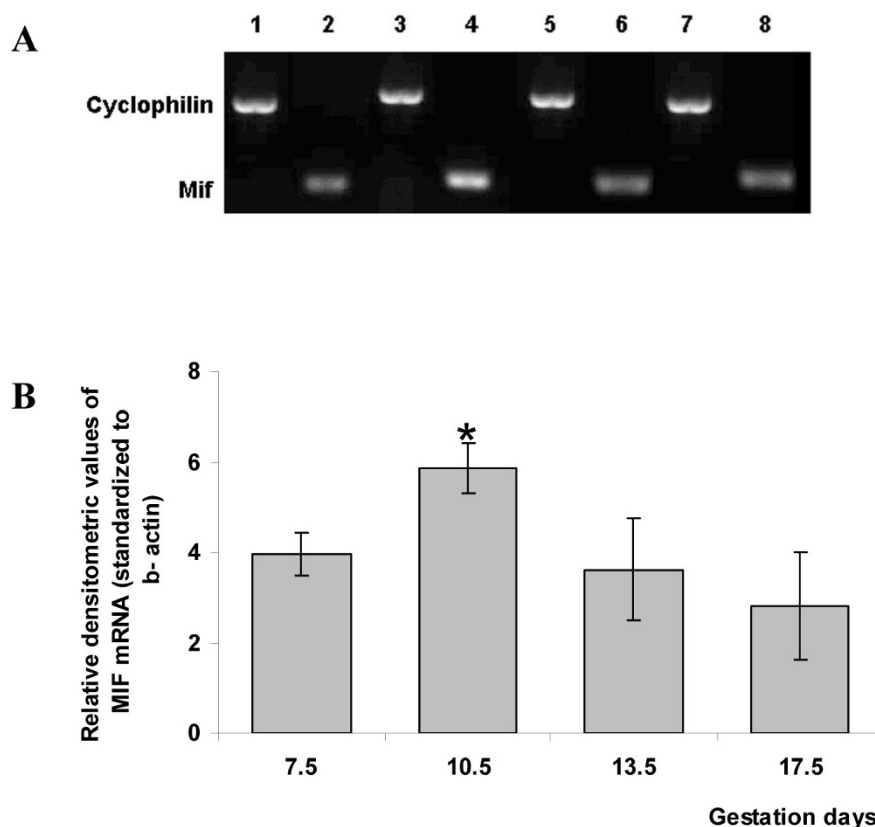 A
1 2 3 4 5 6 7 8
Cyclophilin
Mif
B
Relative densitometric values of
MIF mRNA (standardized to
b- actin)
8
6
4
2
0
*
7.5 10.5 13.5 17.5
Gestation days